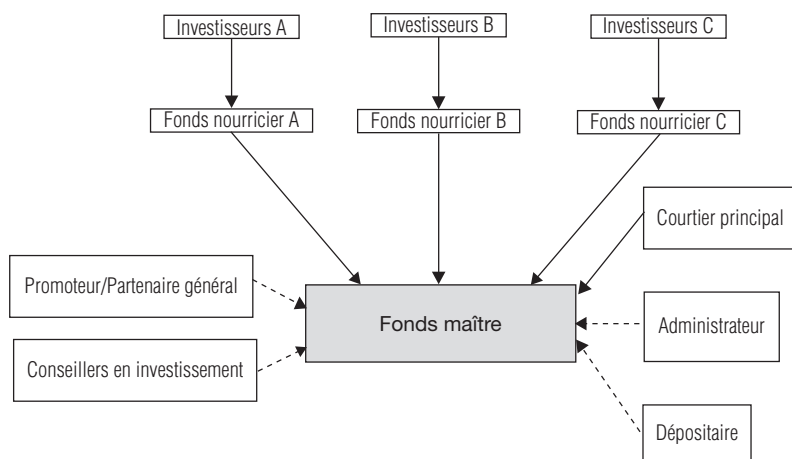 Investisseurs A
Investisseurs B
Investisseurs C
Fonds nourricier A
Fonds nourricier B
Fonds nourricier C
Courtier principal
Promoteur/Partenaire général
Fonds maître
Administrateur
Conseillers en investissement
Dépositaire